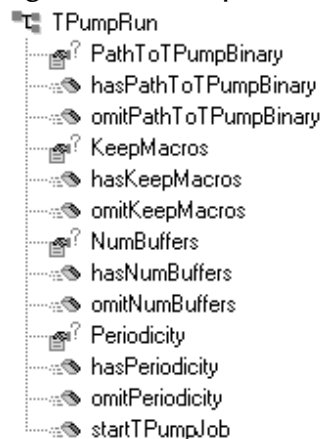 TPumpRun
PathToTPumpBinary
hasPathToTPumpBinary
omitPathToTPumpBinary
KeepMacros
hasKeepMacros
omitKeepMacros
NumBuffers
hasNumBuffers
omitNumBuffers
Periodicity
hasPeriodicity
omitPeriodicity
startTPumpJob